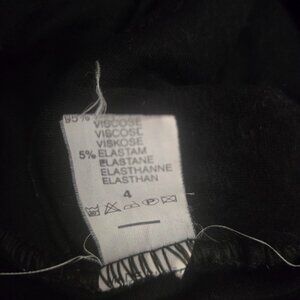 95% VISCOSE
VISCOSE
VISKOSE
5% ELASTAM
ELASTANE
ELASTHANNE
ELASTHAN
4